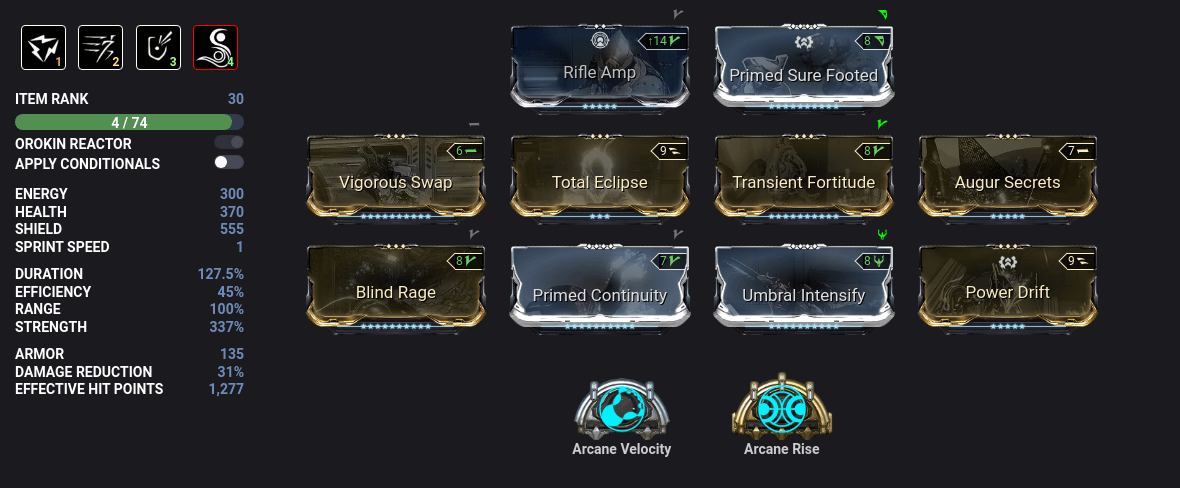 1 2 3 4
ITEM RANK 30
4 / 74
OROKIN REACTOR
APPLY CONDITIONALS
ENERGY 300
HEALTH 370
SHIELD 555
SPRINT SPEED 1
DURATION 127.5%
EFFICIENCY 45%
RANGE 100%
STRENGTH 337%
ARMOR 135
DAMAGE REDUCTION 31%
EFFECTIVE HIT POINTS 1,277
↑14 8
Rifle Amp Primed Sure Footed
6 9 8 7
Vigorous Swap Total Eclipse Transient Fortitude Augur Secrets
8 7 8 9
Blind Rage Primed Continuity Umbral Intensify Power Drift
Arcane Velocity Arcane Rise